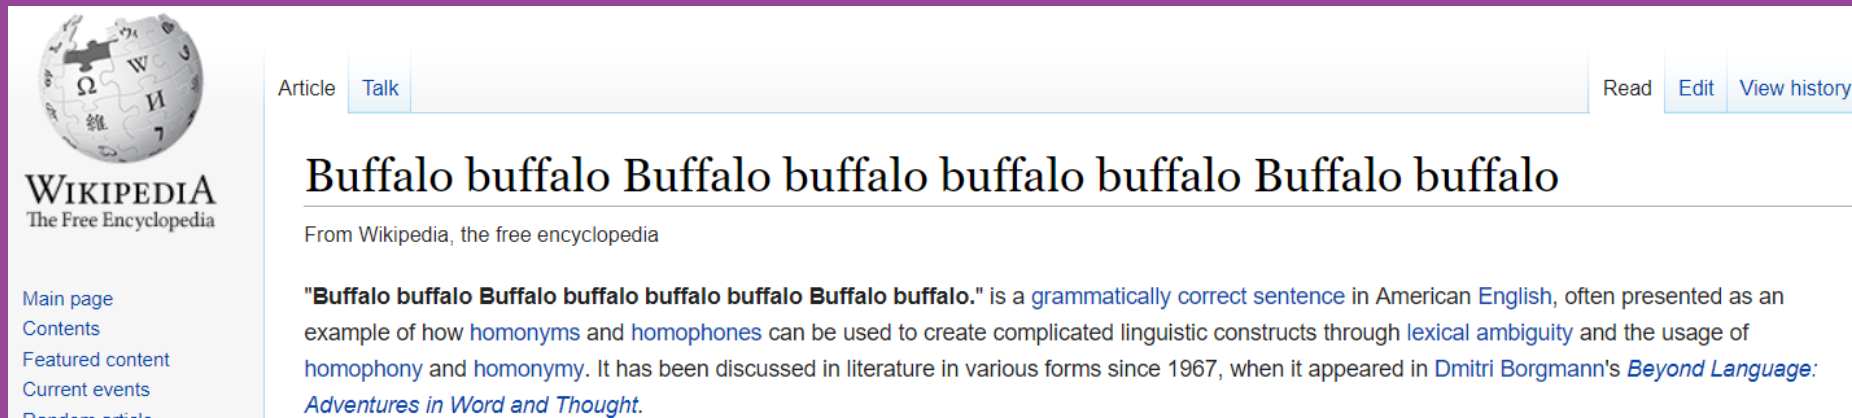 Article Talk Read Edit View history
WIKIPEDIA
The Free Encyclopedia
Buffalo buffalo Buffalo buffalo buffalo buffalo Buffalo buffalo
From Wikipedia, the free encyclopedia
"Buffalo buffalo Buffalo buffalo buffalo buffalo Buffalo buffalo." is a grammatically correct sentence in American English, often presented as an
example of how homonyms and homophones can be used to create complicated linguistic constructs through lexical ambiguity and the usage of
homophony and homonymy. It has been discussed in literature in various forms since 1967, when it appeared in Dmitri Borgmann's Beyond Language:
Adventures in Word and Thought.
Main page
Contents
Featured content
Current events